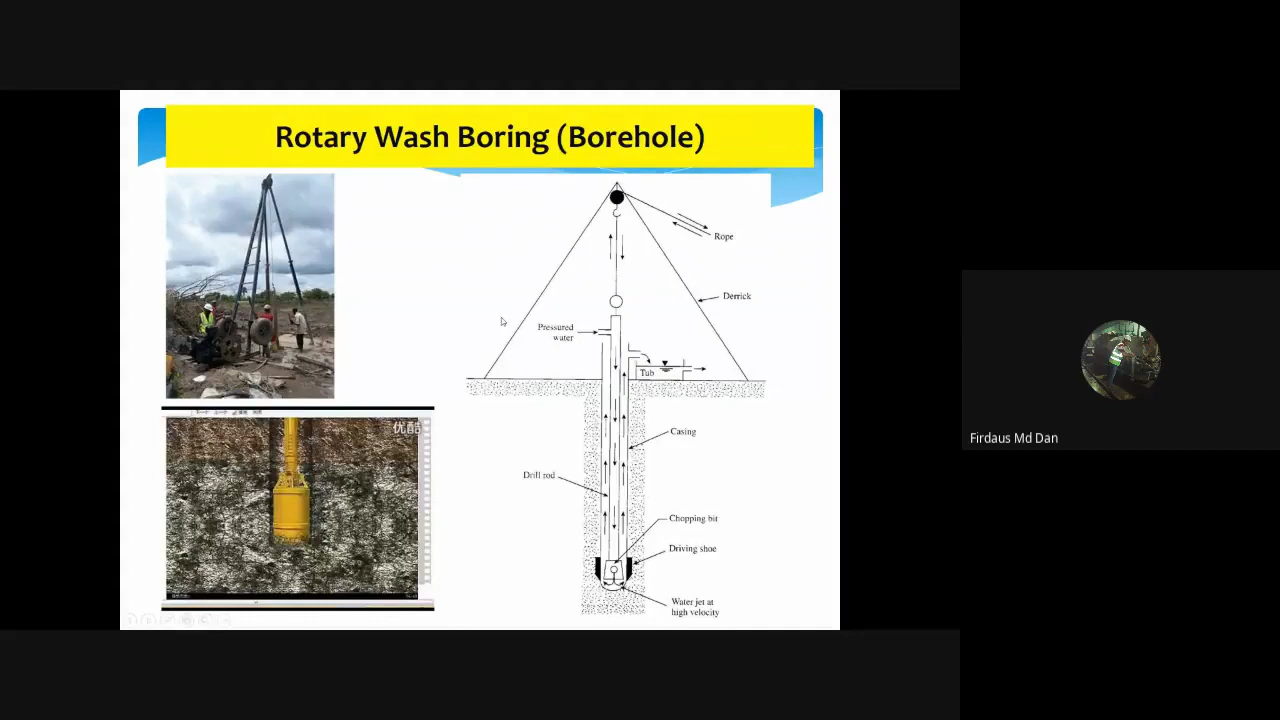 Rotary Wash Boring (Borehole)
Rope
Derrick
Pressured
water
Tub
Casing
Drill rod
Chopping bit
Driving shoe
Water jet at
high velocity
优酷
Firdaus Md Dan